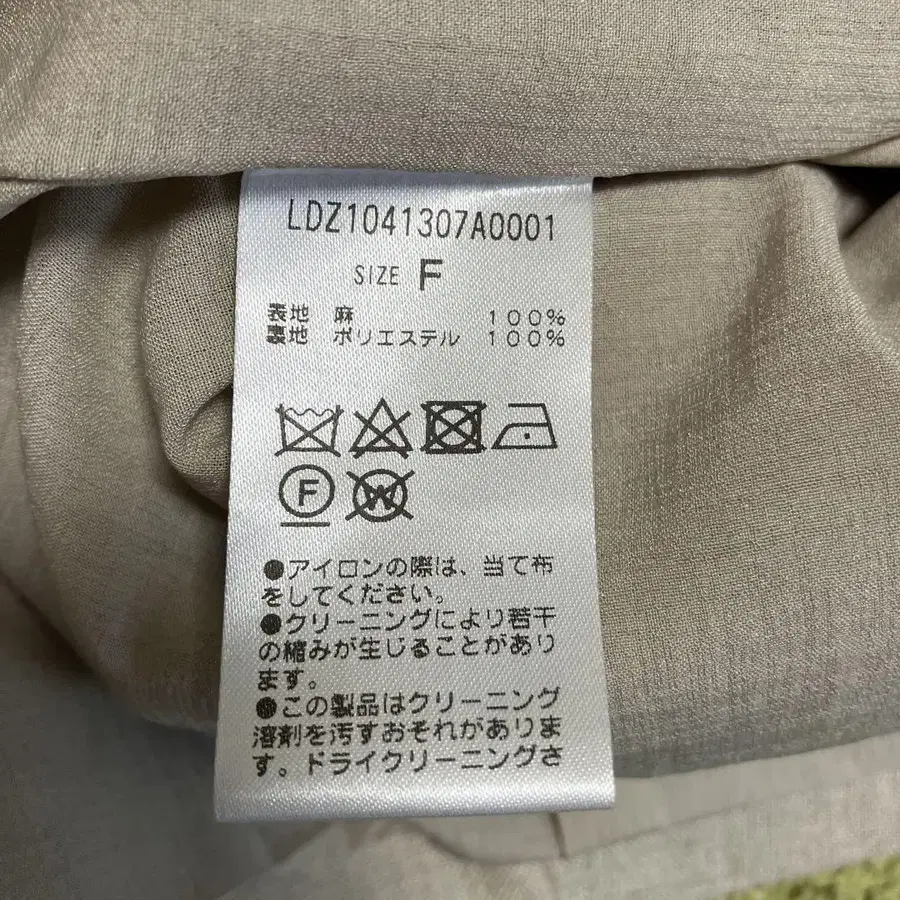 LDZ1041307A0001
SIZE F
表地 麻 100%
裏地 ポリエステル 100%
F W
●アイロンの際は、当て布
をしてください。
●クリーニングにより若干
の縮みが生じることがあり
ます。
●この製品はクリーニング
溶剤を汚すおそれがありま
す。ドライクリーニングさ